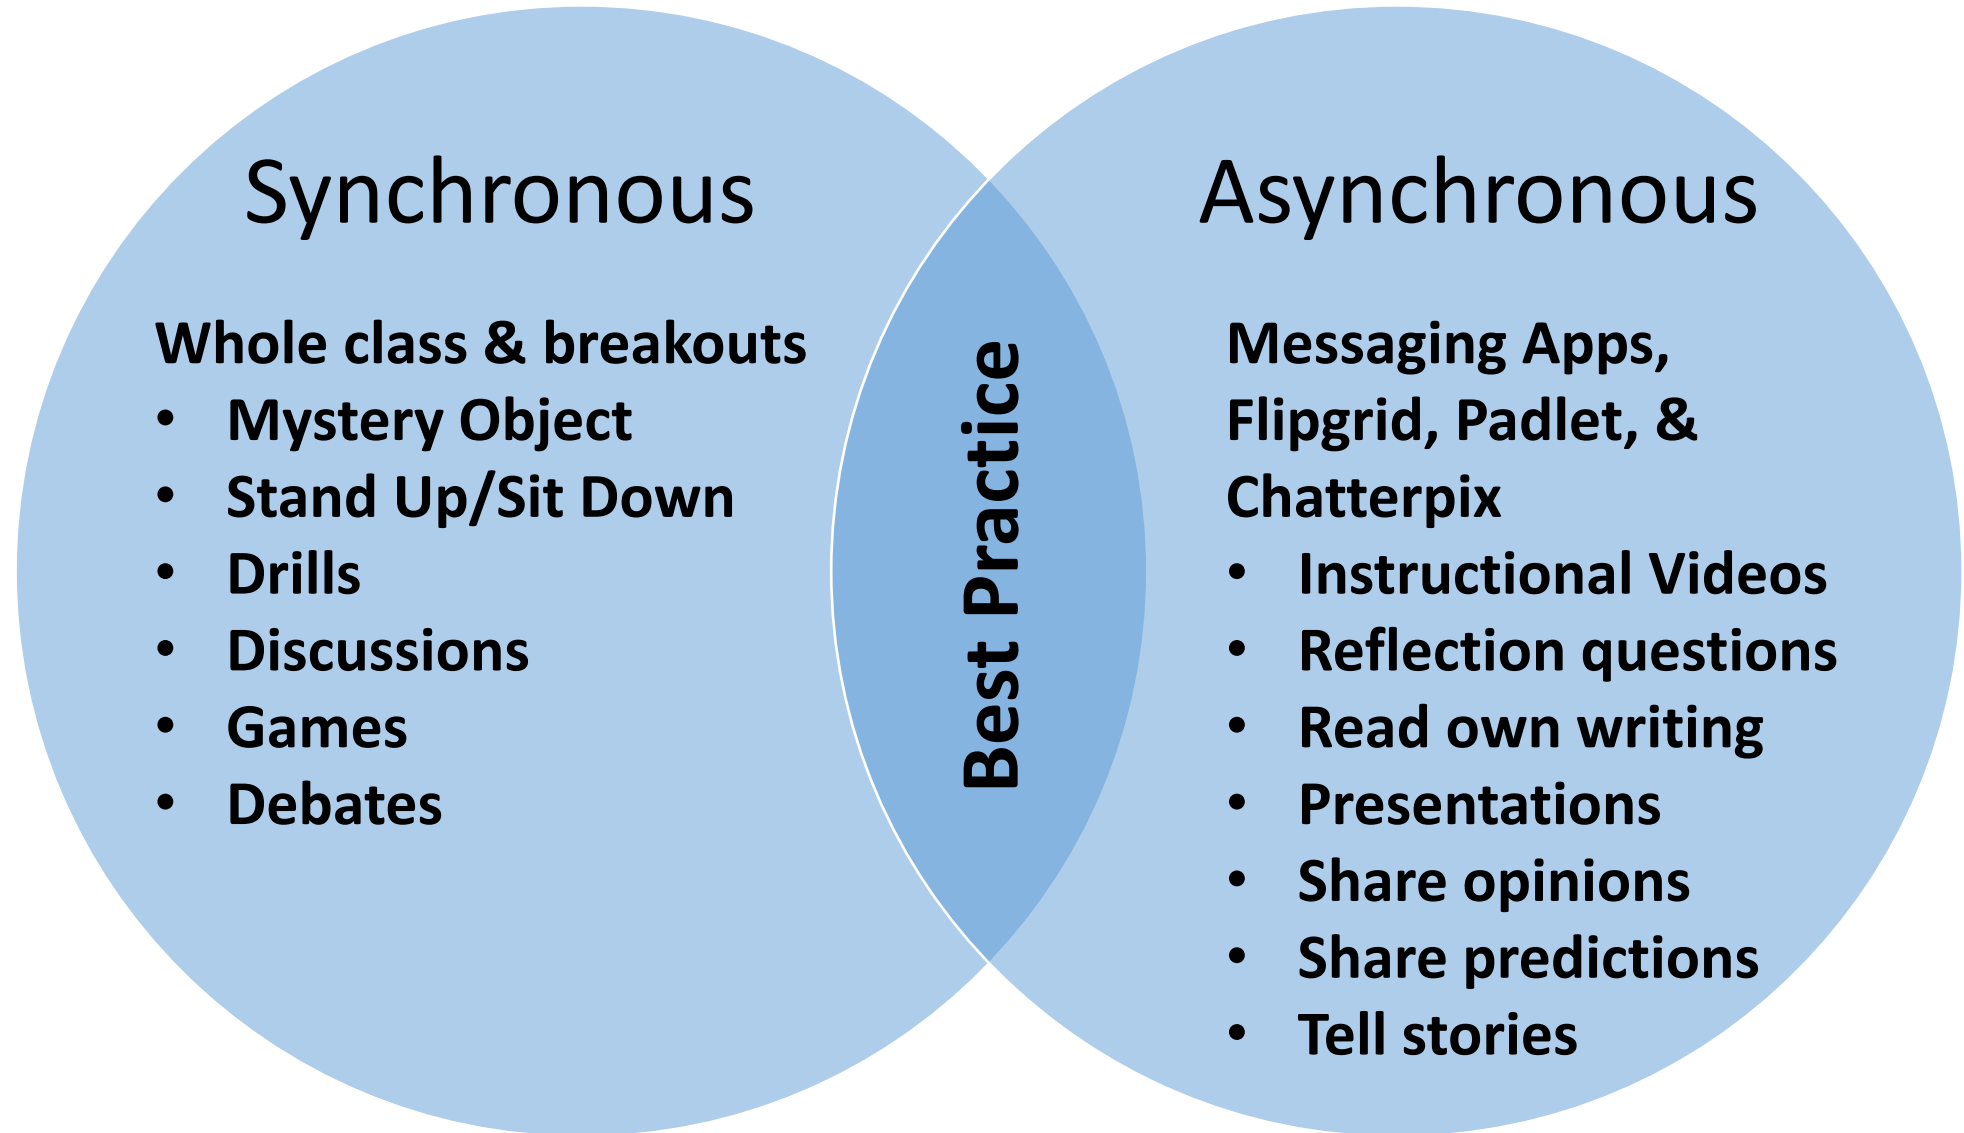 Synchronous
Whole class & breakouts
• Mystery Object
• Stand Up/Sit Down
• Drills
• Discussions
• Games
• Debates
Best Practice
Asynchronous
Messaging Apps,
Flipgrid, Padlet, &
Chatterpix
• Instructional Videos
• Reflection questions
• Read own writing
• Presentations
• Share opinions
• Share predictions
• Tell stories